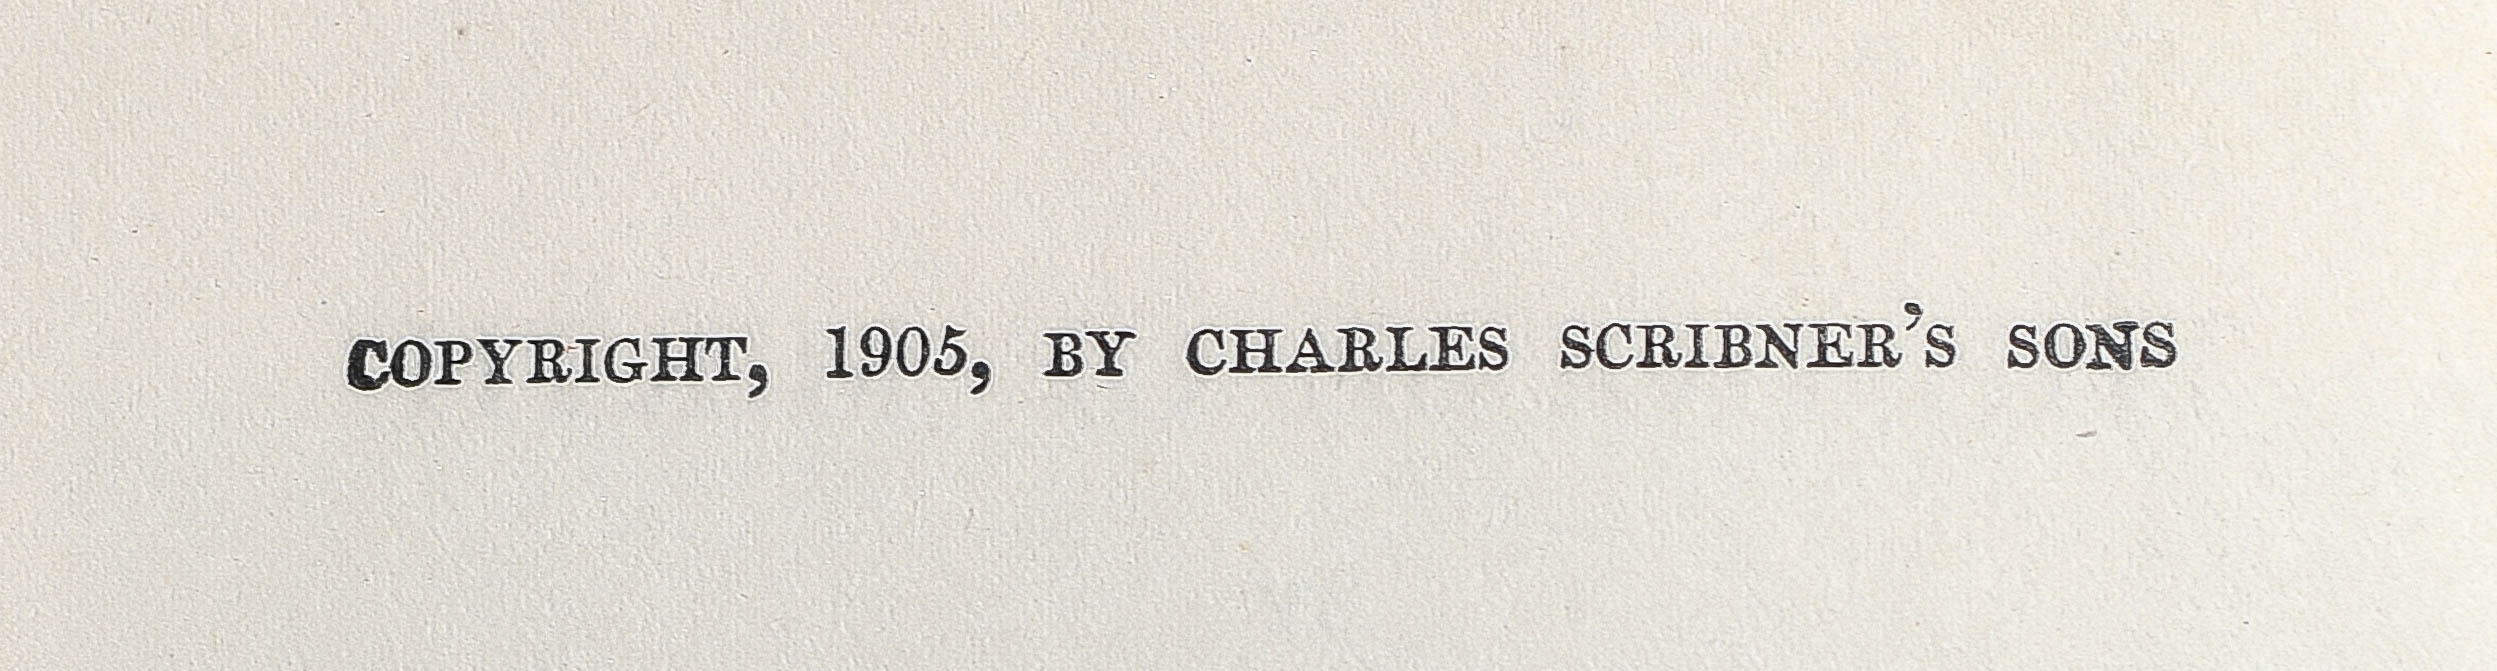 COPYRIGHT, 1905, BY CHARLES SCRIBNER'S SONS